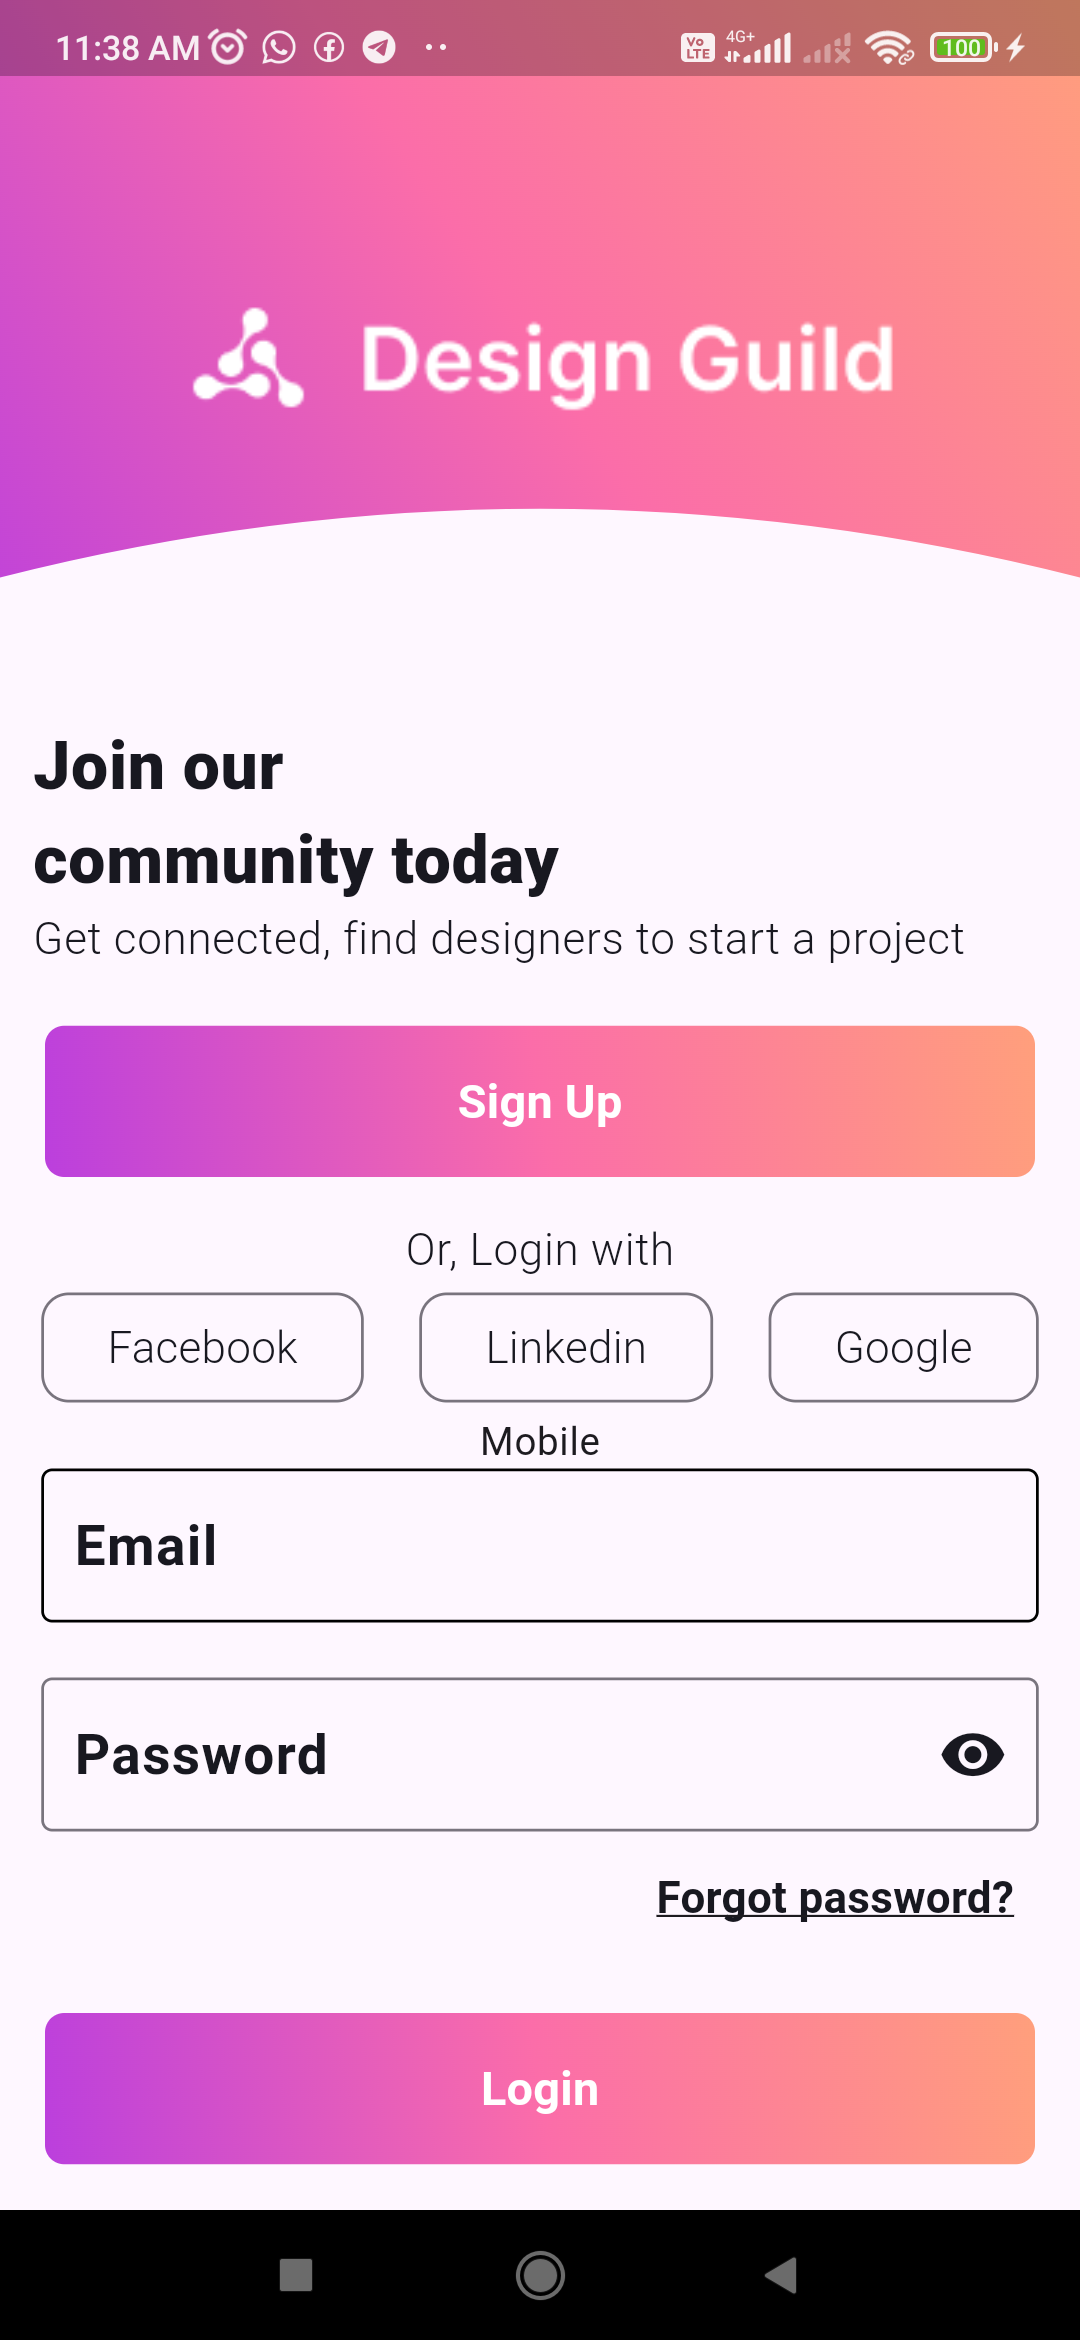 11:38 AM Vo LTE 4G+ 100
Design Guild
Join our
community today
Get connected, find designers to start a project
Sign Up
Or, Login with
Facebook Linkedin Google
Mobile
Email
Password
Forgot password?
Login